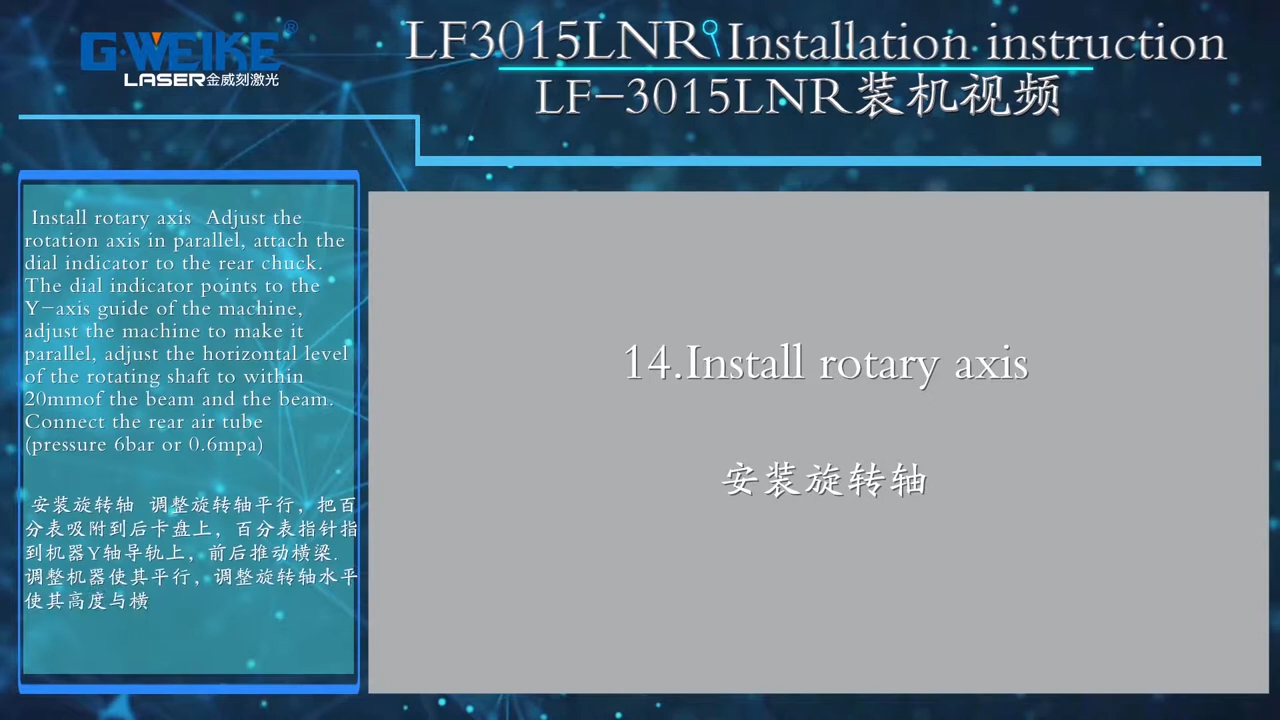 G·WEIKE®
LASER金威刻激光
LF3015LNR Installation instruction
LF-3015LNR装机视频
Install rotary axis Adjust the
rotation axis in parallel, attach the
dial indicator to the rear chuck.
The dial indicator points to the
Y-axis guide of the machine,
adjust the machine to make it
parallel, adjust the horizontal level
of the rotating shaft to within
20mmof the beam and the beam.
Connect the rear air tube
(pressure 6bar or 0.6mpa)
安装旋转轴 调整旋转轴平行，把百
分表吸附到后卡盘上，百分表指针指
到机器Y轴导轨上，前后推动横梁.
调整机器使其平行，调整旋转轴水平
使其高度与横
14.Install rotary axis
安装旋转轴